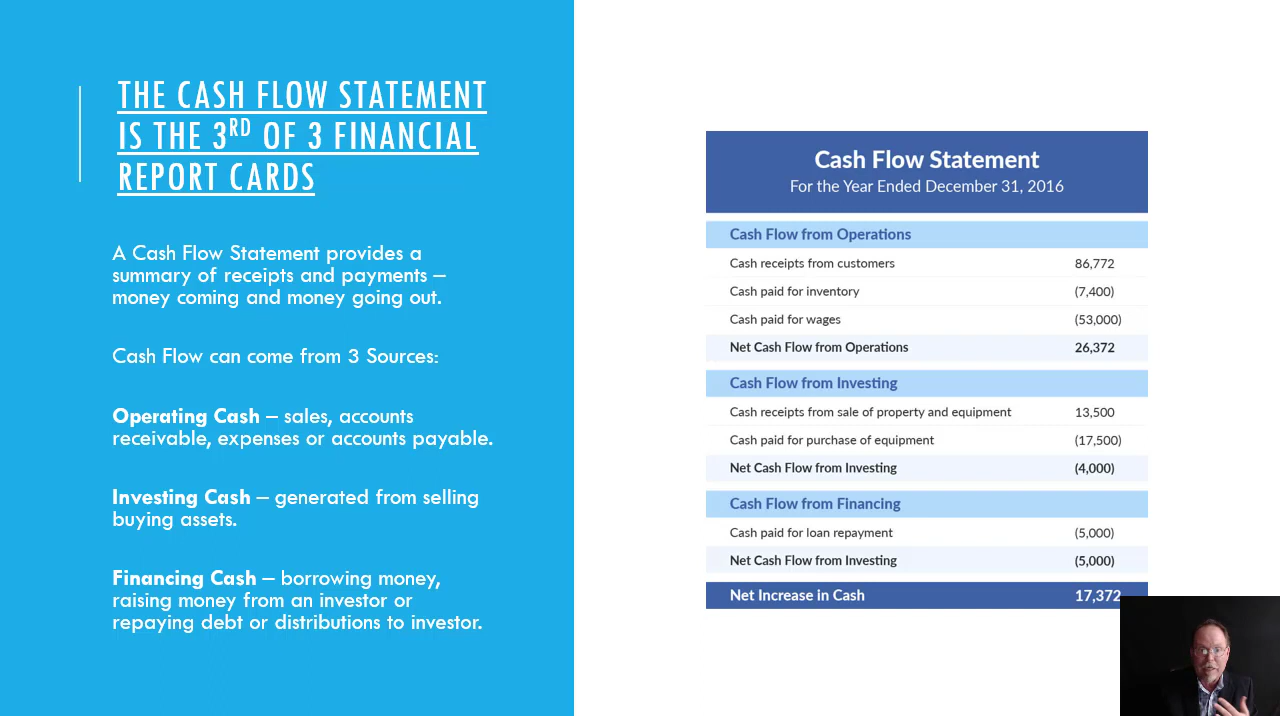 THE CASH FLOW STATEMENT
IS THE 3RD OF 3 FINANCIAL
REPORT CARDS
A Cash Flow Statement provides a
summary of receipts and payments –
money coming and money going out.
Cash Flow can come from 3 Sources:
Operating Cash – sales, accounts
receivable, expenses or accounts payable.
Investing Cash – generated from selling
buying assets.
Financing Cash – borrowing money,
raising money from an investor or
repaying debt or distributions to investor.
Cash Flow Statement
For the Year Ended December 31, 2016
Cash Flow from Operations
Cash receipts from customers 86,772
Cash paid for inventory (7,400)
Cash paid for wages (53,000)
Net Cash Flow from Operations 26,372
Cash Flow from Investing
Cash receipts from sale of property and equipment 13,500
Cash paid for purchase of equipment (17,500)
Net Cash Flow from Investing (4,000)
Cash Flow from Financing
Cash paid for loan repayment (5,000)
Net Cash Flow from Investing (5,000)
Net Increase in Cash 17,372